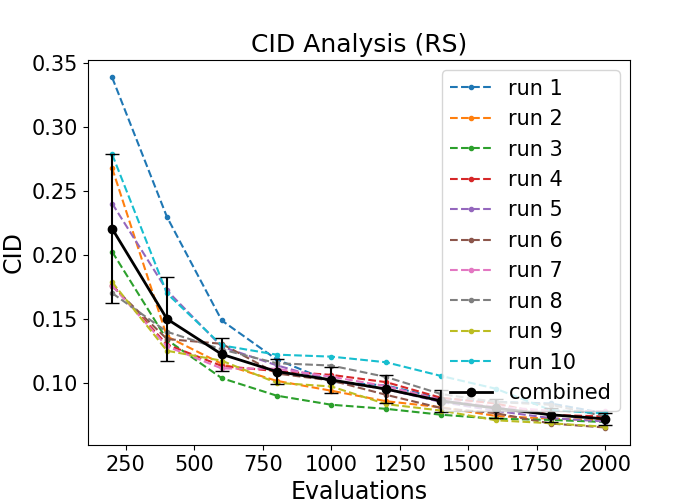 CID Analysis (RS)
0.35
0.30
0.25
0.20
0.15
0.10
CID
run 1
run 2
run 3
run 4
run 5
run 6
run 7
run 8
run 9
run 10
combined
250 500 750 1000 1250 1500 1750 2000
Evaluations